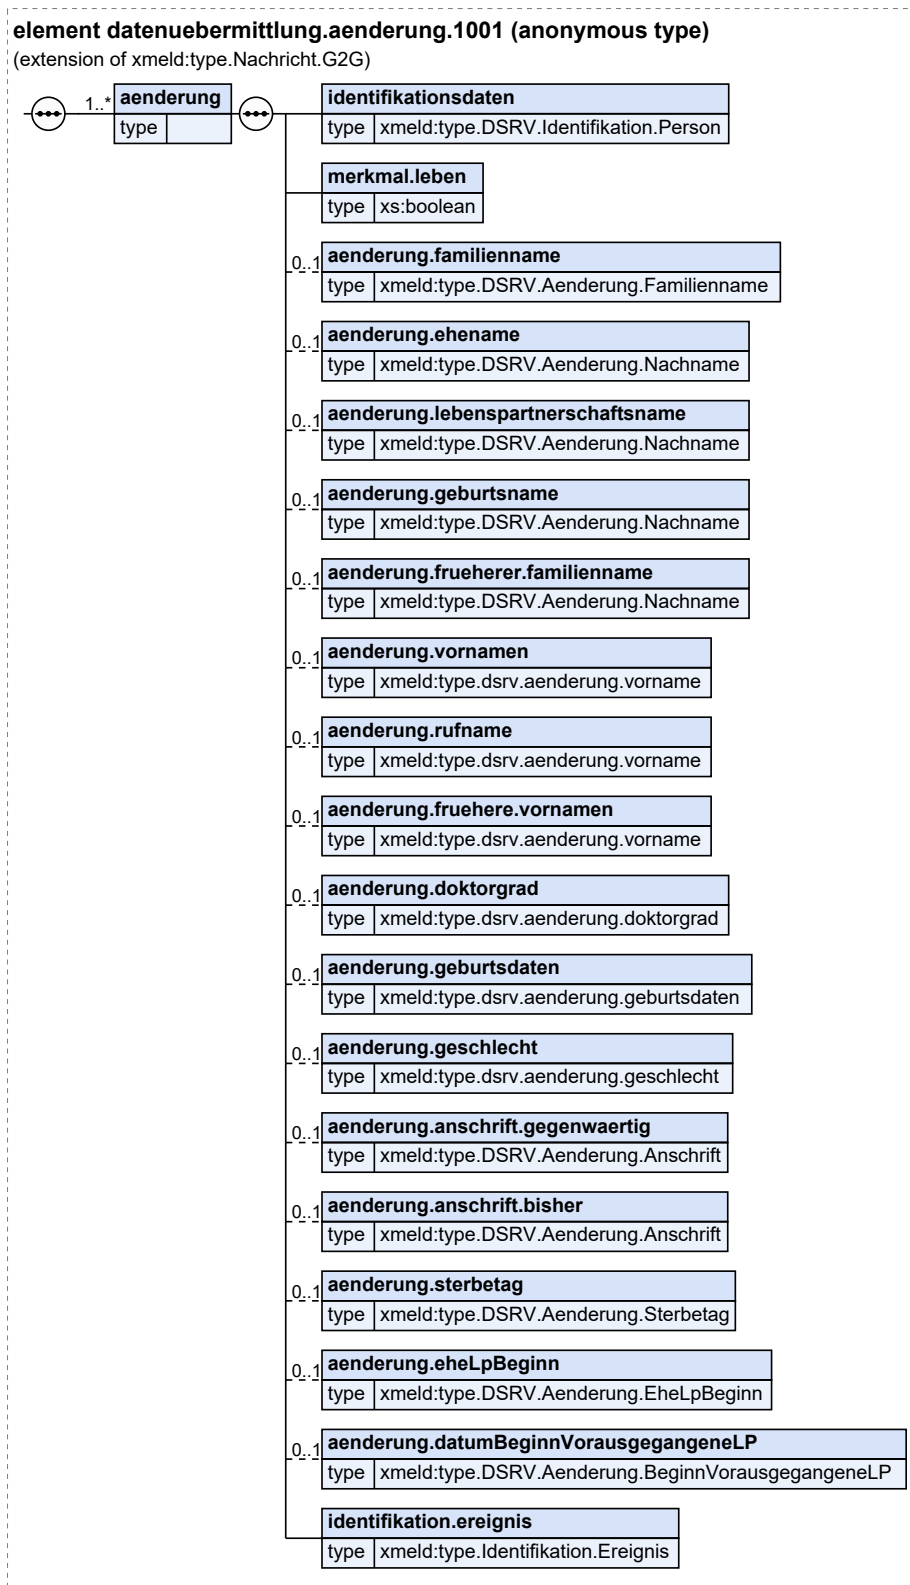 element datenuebermittlung.aenderung.1001 (anonymous type)
(extension of xmeld:type.Nachricht.G2G)
1..* aenderung
type
identifikationsdaten
type xmeld:type.DSRV.Identifikation.Person
merkmal.leben
type xs:boolean
0..1 aenderung.familienname
type xmeld:type.DSRV.Aenderung.Familienname
0..1 aenderung.ehename
type xmeld:type.DSRV.Aenderung.Nachname
0..1 aenderung.lebenspartnerschaftsname
type xmeld:type.DSRV.Aenderung.Nachname
0..1 aenderung.geburtsname
type xmeld:type.DSRV.Aenderung.Nachname
0..1 aenderung.frueherer.familienname
type xmeld:type.DSRV.Aenderung.Nachname
0..1 aenderung.vornamen
type xmeld:type.dsrv.aenderung.vorname
0..1 aenderung.rufname
type xmeld:type.dsrv.aenderung.vorname
0..1 aenderung.fruehere.vornamen
type xmeld:type.dsrv.aenderung.vorname
0..1 aenderung.doktorgrad
type xmeld:type.dsrv.aenderung.doktorgrad
0..1 aenderung.geburtsdaten
type xmeld:type.dsrv.aenderung.geburtsdaten
0..1 aenderung.geschlecht
type xmeld:type.dsrv.aenderung.geschlecht
0..1 aenderung.anschrift.gegenwaertig
type xmeld:type.DSRV.Aenderung.Anschrift
0..1 aenderung.anschrift.bisher
type xmeld:type.DSRV.Aenderung.Anschrift
0..1 aenderung.sterbetag
type xmeld:type.DSRV.Aenderung.Sterbetag
0..1 aenderung.eheLpBeginn
type xmeld:type.DSRV.Aenderung.EheLpBeginn
0..1 aenderung.datumBeginnVorausgegangeneLP
type xmeld:type.DSRV.Aenderung.BeginnVorausgegangeneLP
identifikation.ereignis
type xmeld:type.Identifikation.Ereignis